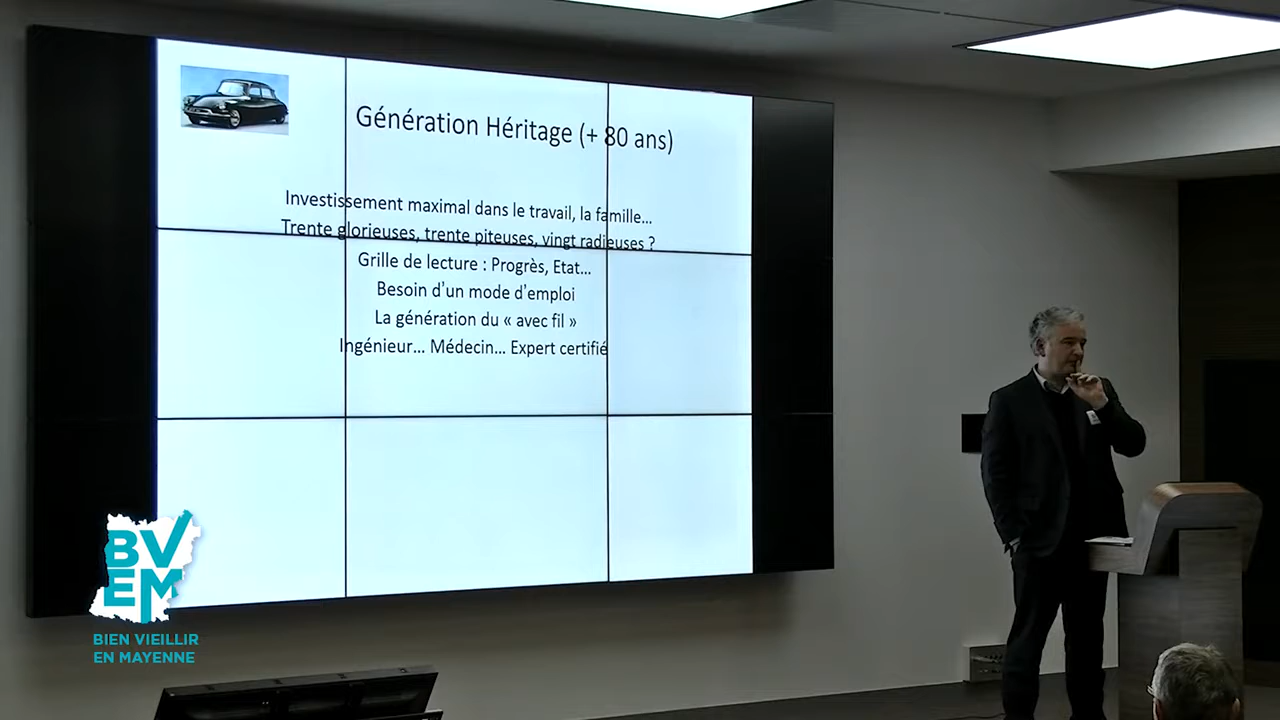 Génération Héritage (+ 80 ans)
Investissement maximal dans le travail, la famille...
Trente glorieuses, trente piteuses, vingt radieuses ?
Grille de lecture : Progrès, Etat...
Besoin d'un mode d'emploi
La génération du « avec fil »
Ingénieur... Médecin... Expert certifié
BV
EM
BIEN VIEILLIR
EN MAYENNE